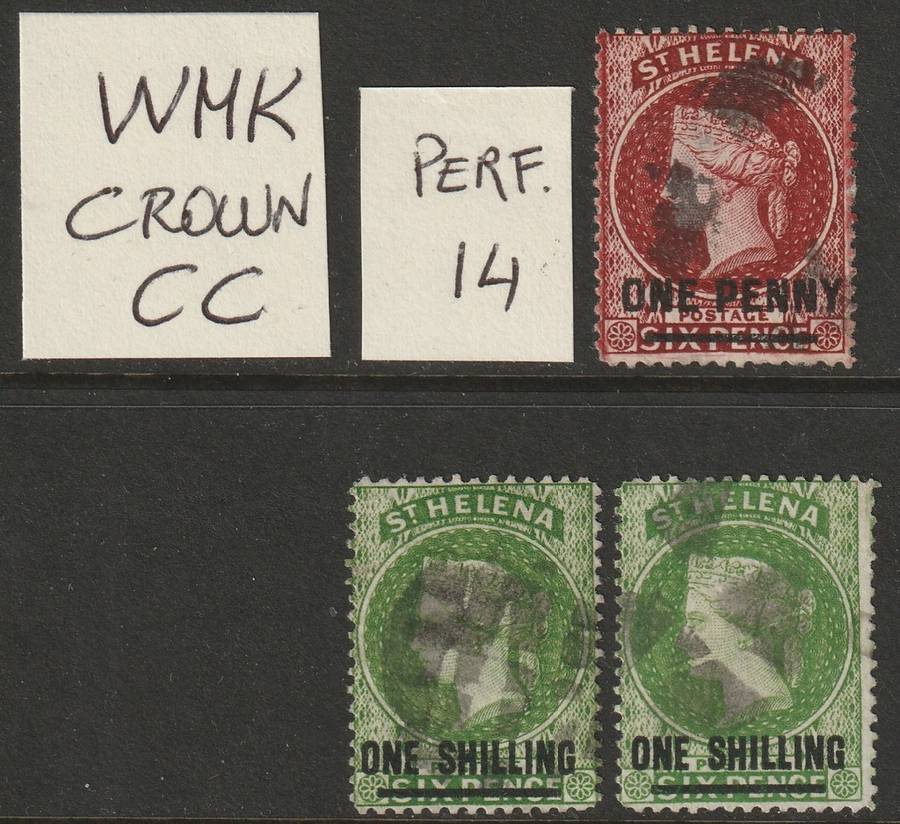 WMK
CROWN
CC
PERF.
14
ST HELENA
ONE PENNY
POSTAGE
SIX PENCE
ST HELENA
ONE SHILLING
SIX PENCE
ST HELENA
ONE SHILLING
SIX PENCE